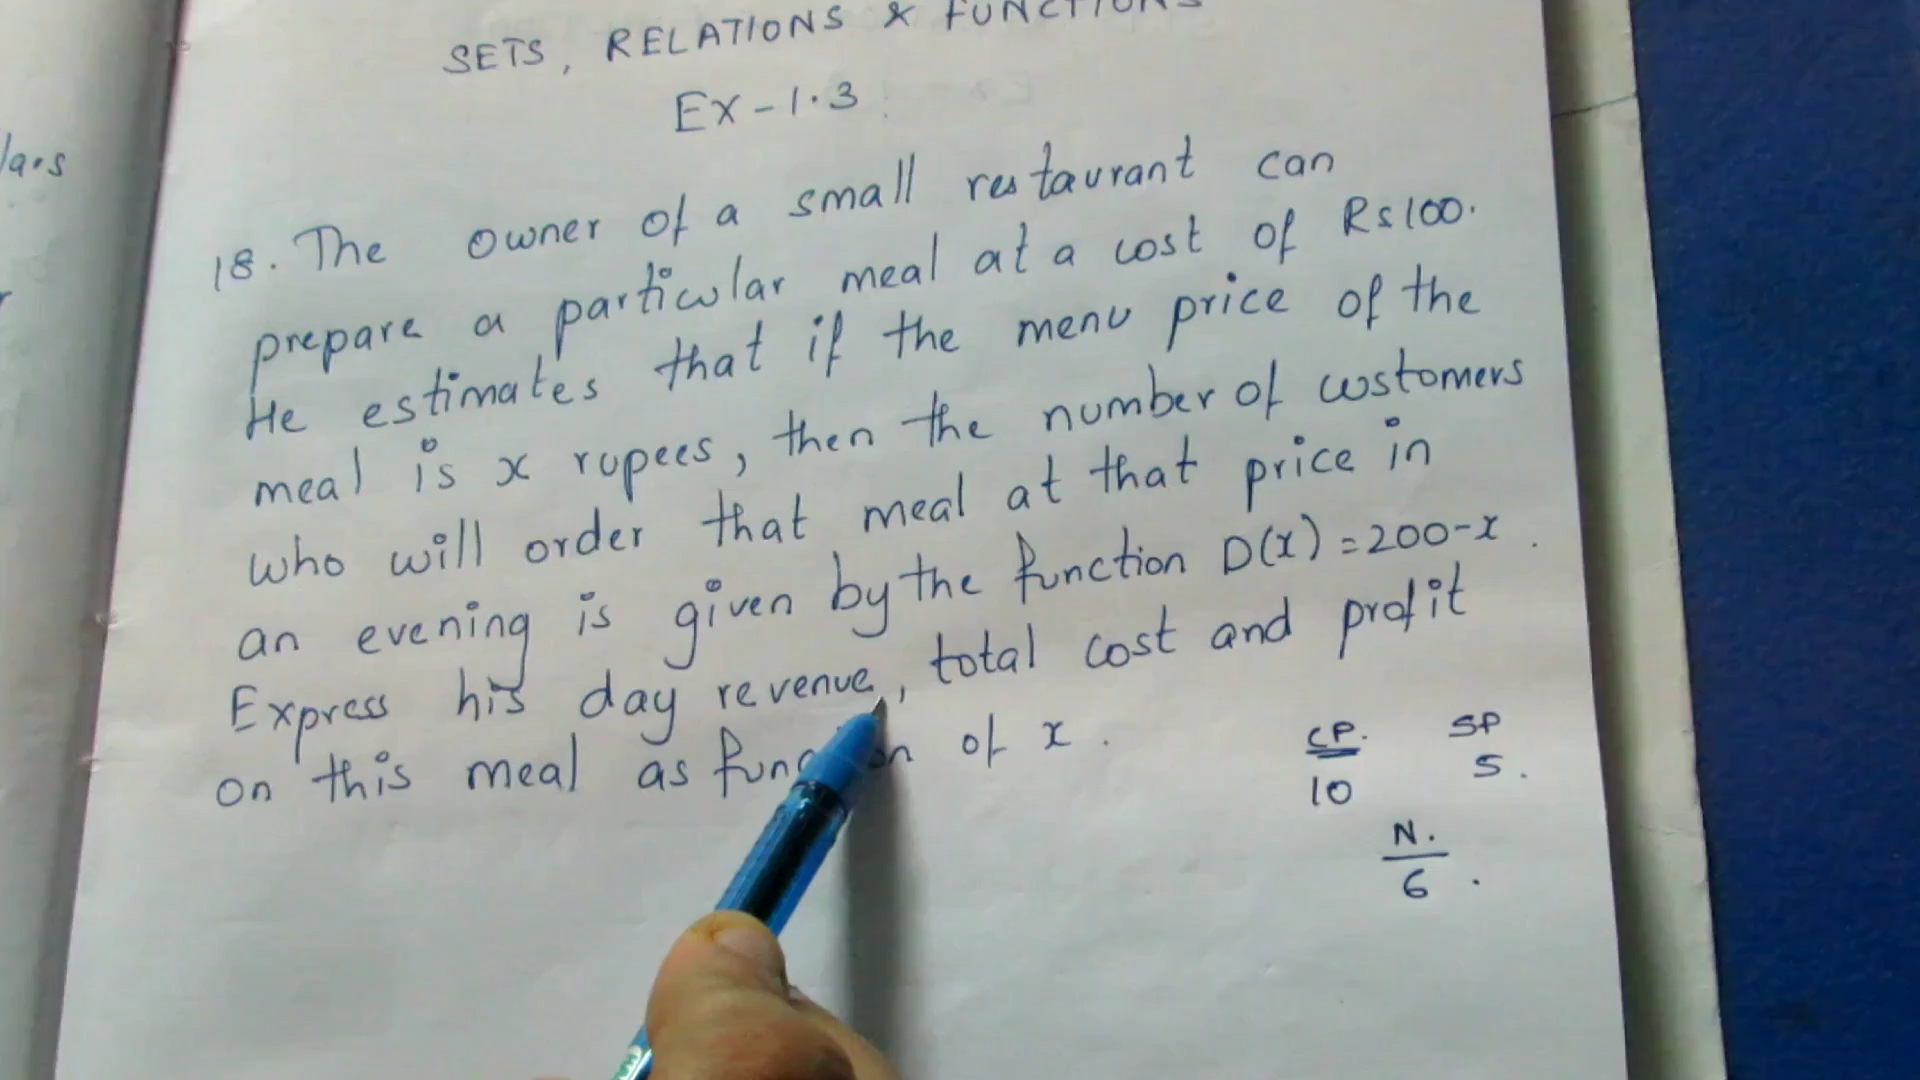 SETS, RELATIONS & FUNCTIONS
EX-1.3
18. The owner of a small restaurant can
prepare a particular meal at a cost of Rs100.
He estimates that if the menu price of the
meal is x rupees, then the number of customers
who will order that meal at that price in
an evening is given by the function D(x)=200-x.
Express his day revenue, total cost and profit
on this meal as function of x.
CP. SP
10 5.
N.
6.